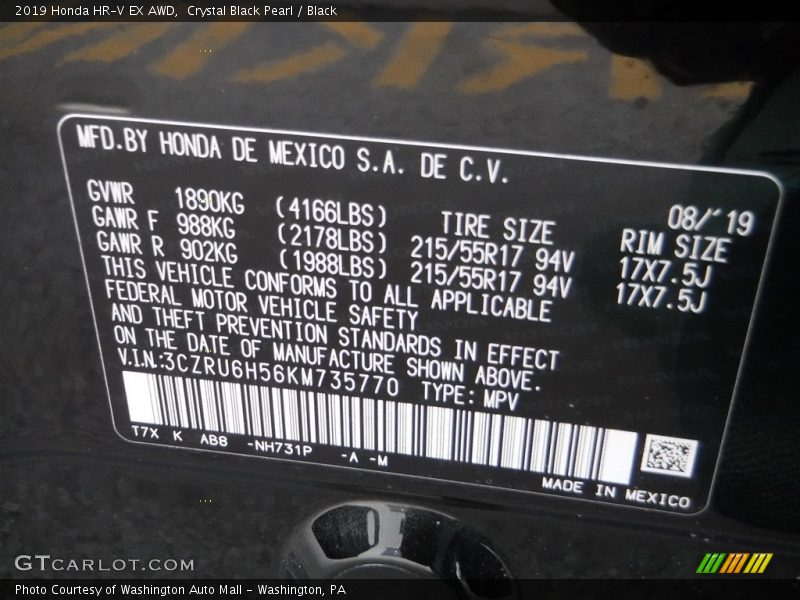 2019 Honda HR-V EX AWD, Crystal Black Pearl / Black
MFD.BY HONDA DE MEXICO S.A. DE C.V.
08/'19
GVWR 1890KG (4166LBS) TIRE SIZE RIM SIZE
GAWR F 988KG (2178LBS) 215/55R17 94V 17X7.5J
GAWR R 902KG (1988LBS) 215/55R17 94V 17X7.5J
THIS VEHICLE CONFORMS TO ALL APPLICABLE
FEDERAL MOTOR VEHICLE SAFETY
AND THEFT PREVENTION STANDARDS IN EFFECT
ON THE DATE OF MANUFACTURE SHOWN ABOVE.
V.I.N:3CZRU6H56KM735770 TYPE: MPV
T7X K AB8 -NH731P -A -M
MADE IN MEXICO
GTCARLOT.COM
Photo Courtesy of Washington Auto Mall - Washington, PA